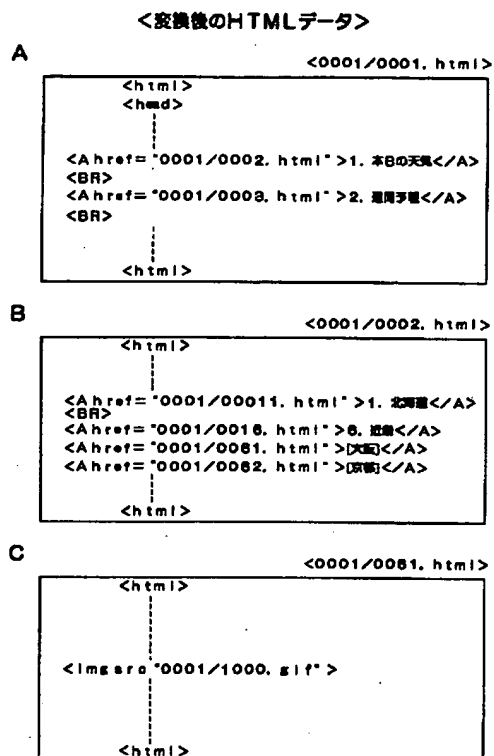 <変換後のHTMLデータ>
A
<0001/0001. html>
<html>
<head>
<A href="0001/0002. html">1. 本日の天気</A>
<BR>
<A href="0001/0003. html">2. 週間予報</A>
<BR>
<html>
B
<0001/0002. html>
<html>
<A href="0001/00011. html">1. 北海道</A>
<BR>
<A href="0001/0016. html">6. 近畿</A>
<A href="0001/0061. html">[大阪]</A>
<A href="0001/0062. html">[京都]</A>
<html>
C
<0001/0061. html>
<html>
<img src "0001/1000. gif">
<html>